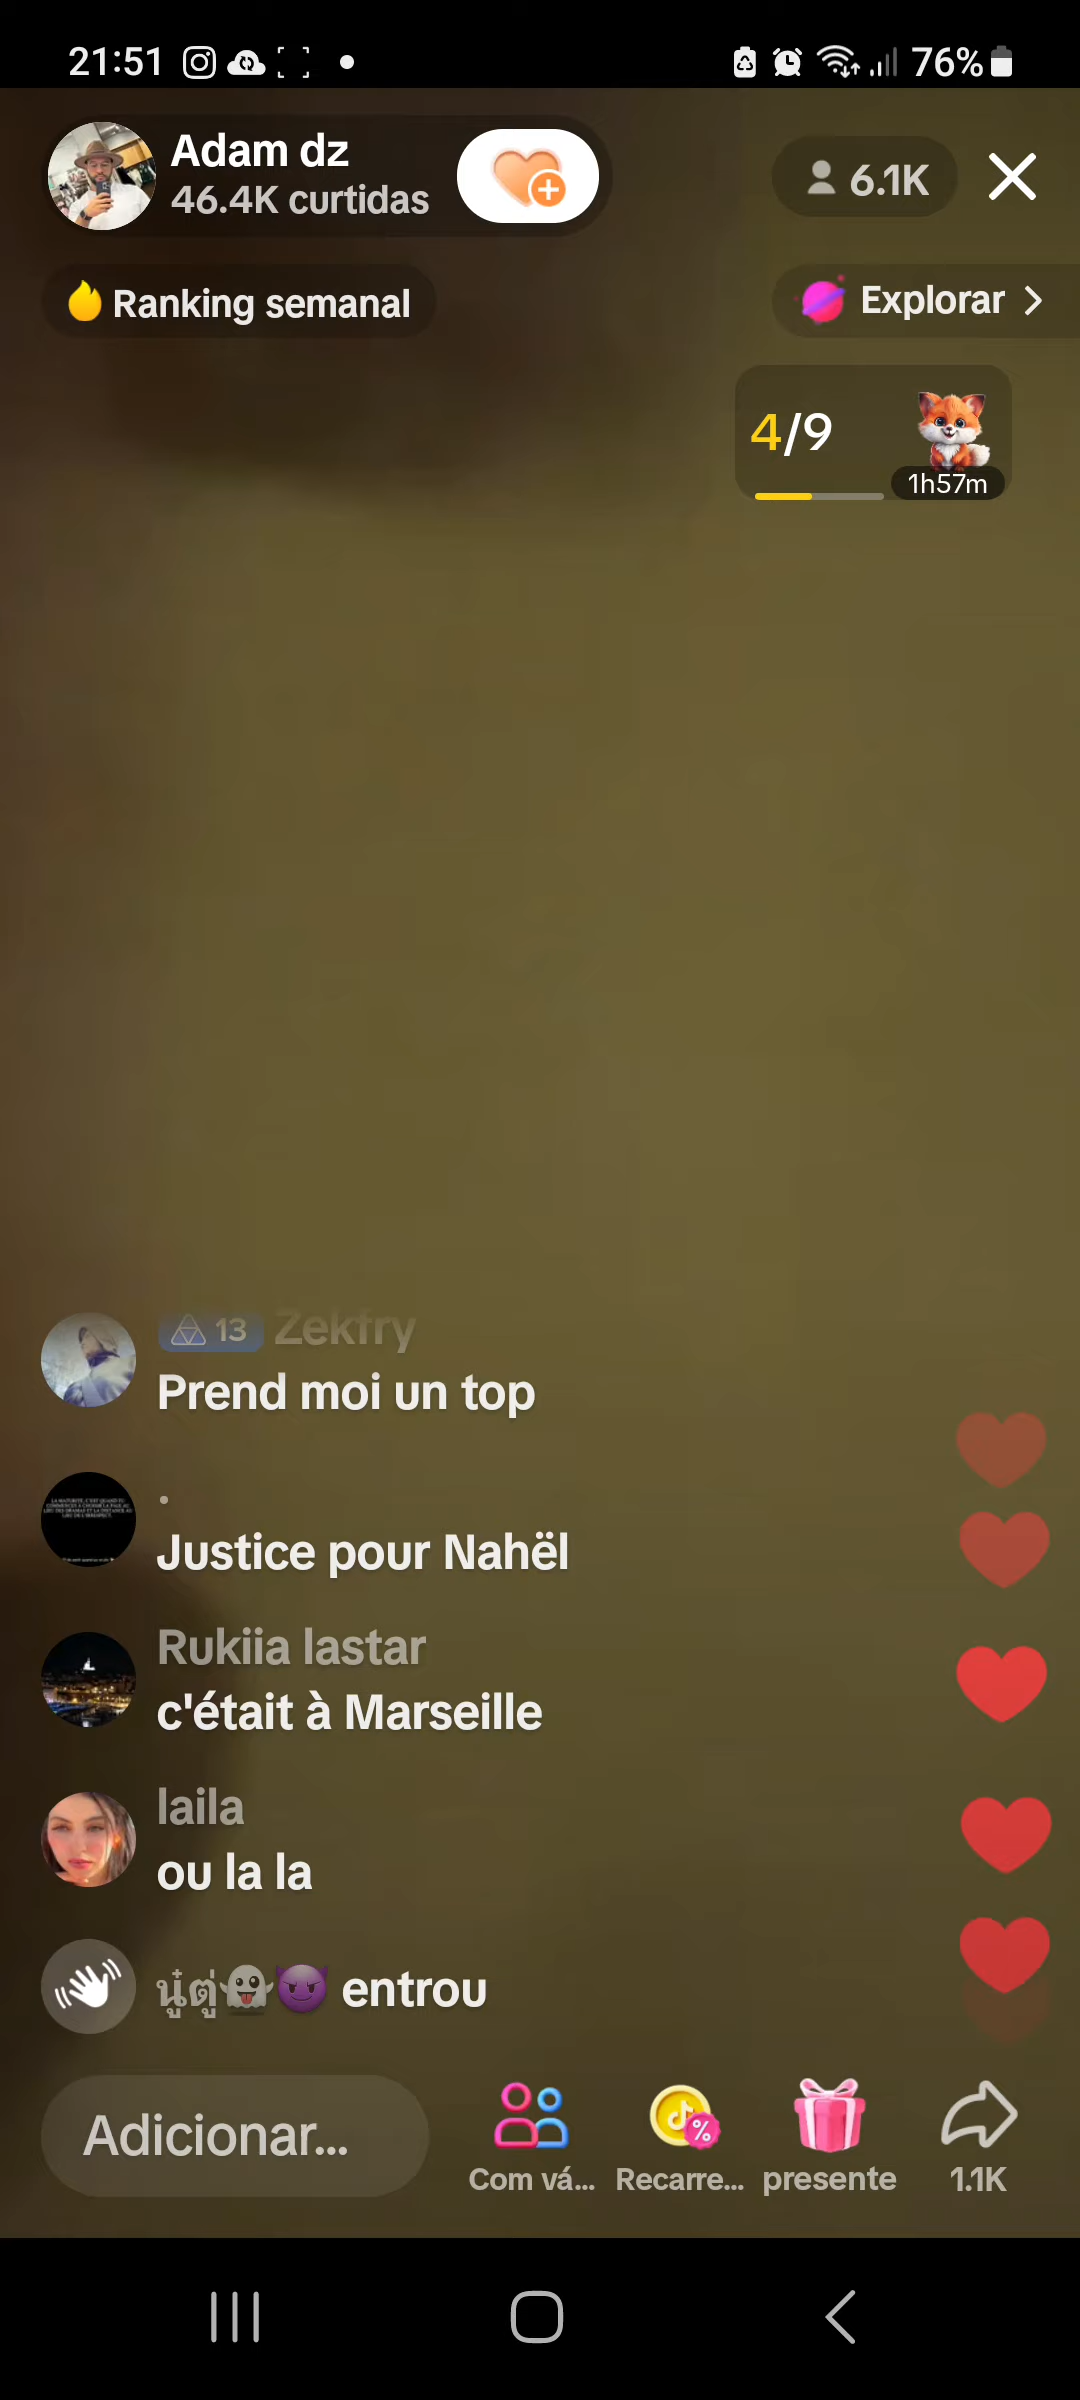 21:51
76%
Adam dz
46.4K curtidas
6.1K
Ranking semanal
Explorar
4/9
1h57m
13 Zekfry
Prend moi un top
.
Justice pour Nahël
Rukiia lastar
c'était à Marseille
laila
ou la la
นู๋ตู่👻😈 entrou
Adicionar...
Com vá...
Recarre...
presente
1.1K